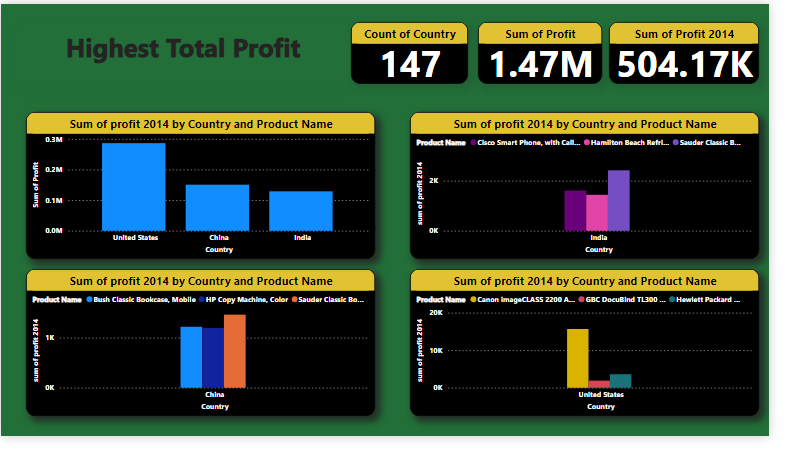 Highest Total Profit
Count of Country
147
Sum of Profit
1.47M
Sum of Profit 2014
504.17K
Sum of profit 2014 by Country and Product Name
Sum of Profit
0.3M
0.2M
0.1M
0.0M
United States China India
Country
Sum of profit 2014 by Country and Product Name
Product Name Cisco Smart Phone, with Call... Hamilton Beach Refri... Sauder Classic B...
sum of profit 2014
2K
0K
India
Country
Sum of profit 2014 by Country and Product Name
Product Name Bush Classic Bookcase, Mobile HP Copy Machine, Color Sauder Classic Bo...
sum of profit 2014
1K
0K
China
Country
Sum of profit 2014 by Country and Product Name
Product Name Canon imageCLASS 2200 A... GBC DocuBind TL300 ... Hewlett Packard ...
sum of profit 2014
20K
10K
0K
United States
Country